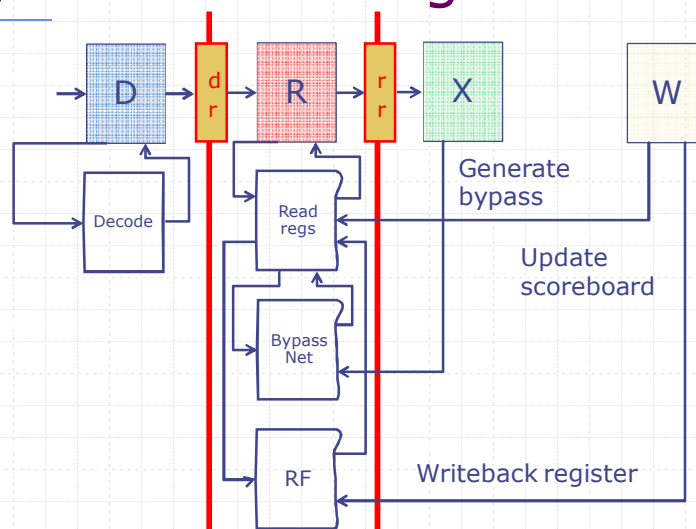 D
d
r
R
r
r
X
W
Generate
bypass
Decode
Read
regs
Update
scoreboard
Bypass
Net
RF
Writeback register